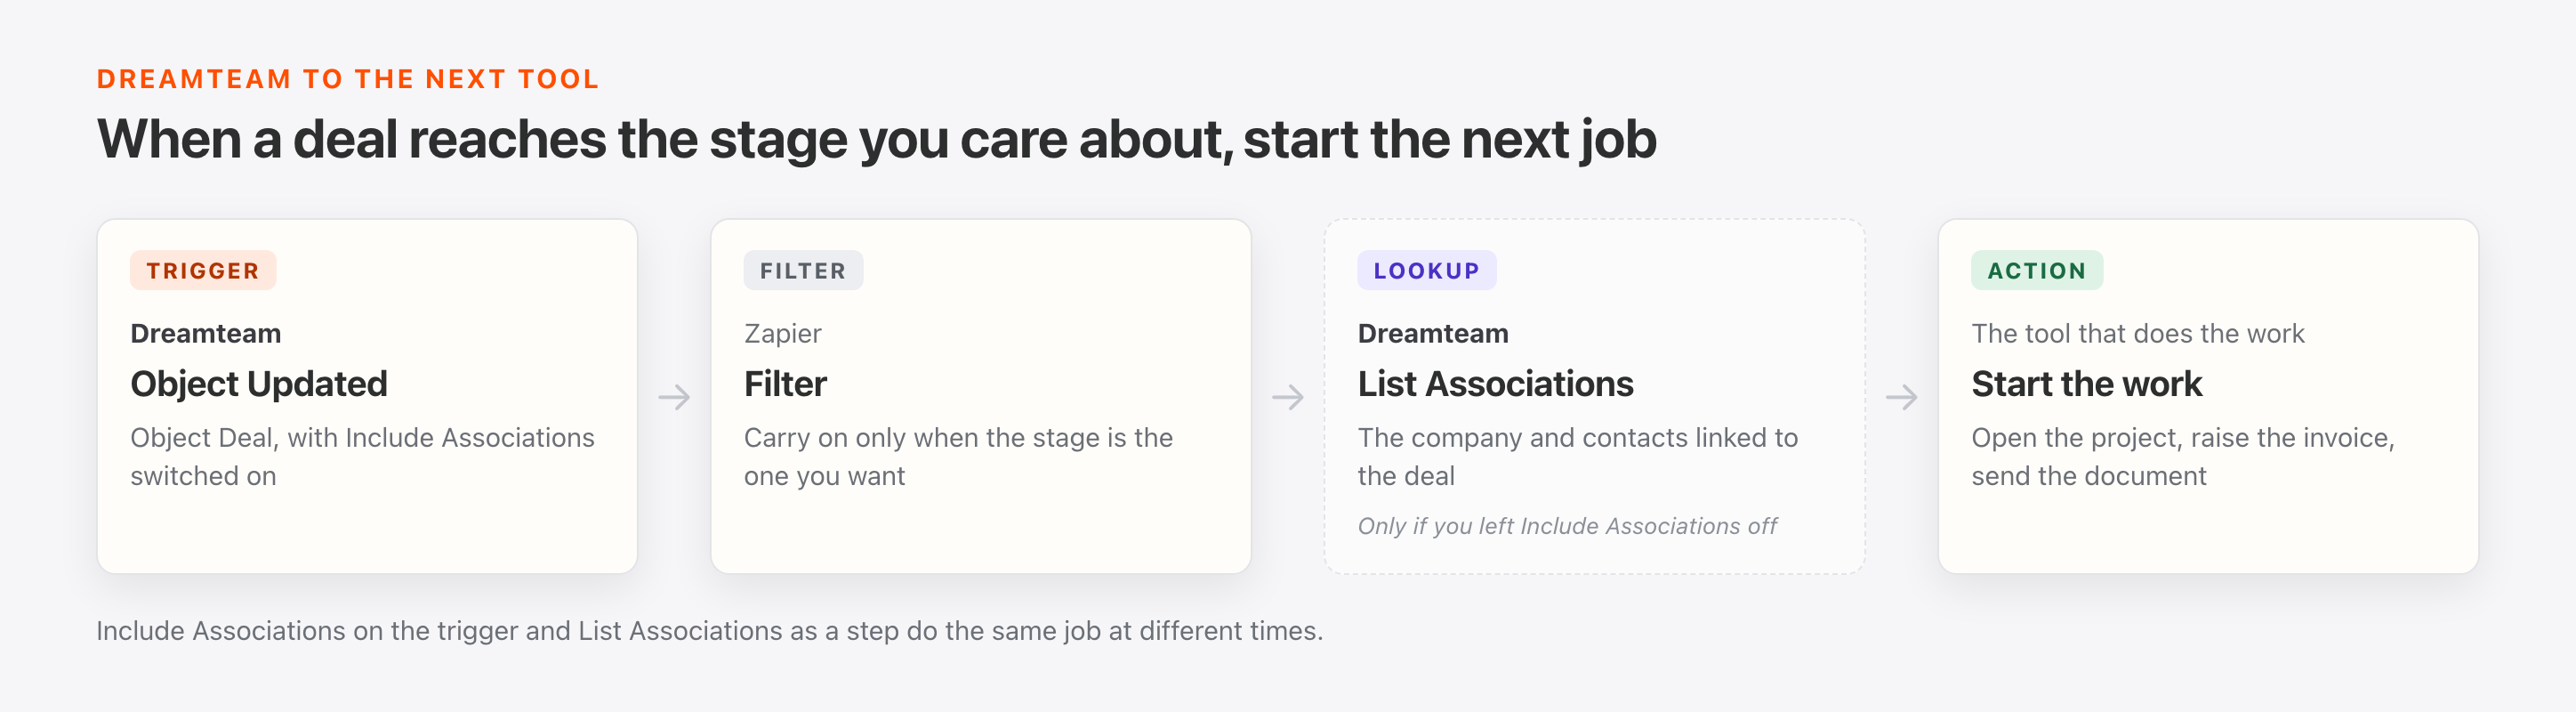 DREAMTEAM TO THE NEXT TOOL
When a deal reaches the stage you care about, start the next job
TRIGGER
Dreamteam
Object Updated
Object Deal, with Include Associations
switched on
FILTER
Zapier
Filter
Carry on only when the stage is the
one you want
LOOKUP
Dreamteam
List Associations
The company and contacts linked to
the deal
Only if you left Include Associations off
ACTION
The tool that does the work
Start the work
Open the project, raise the invoice,
send the document
Include Associations on the trigger and List Associations as a step do the same job at different times.